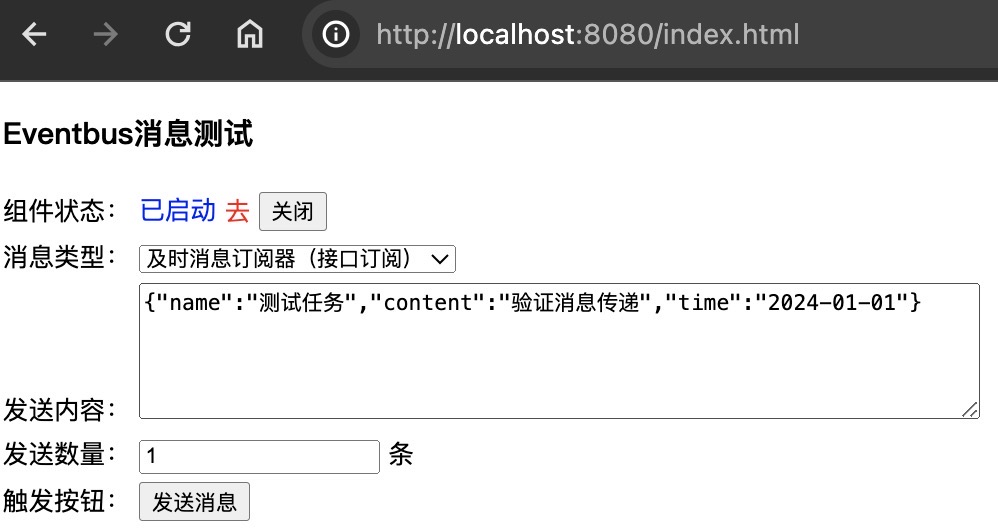 http://localhost:8080/index.html
Eventbus消息测试
组件状态： 已启动 去 关闭
消息类型： 及时消息订阅器（接口订阅）
{"name":"测试任务","content":"验证消息传递","time":"2024-01-01"}
发送内容：
发送数量： 1 条
触发按钮： 发送消息